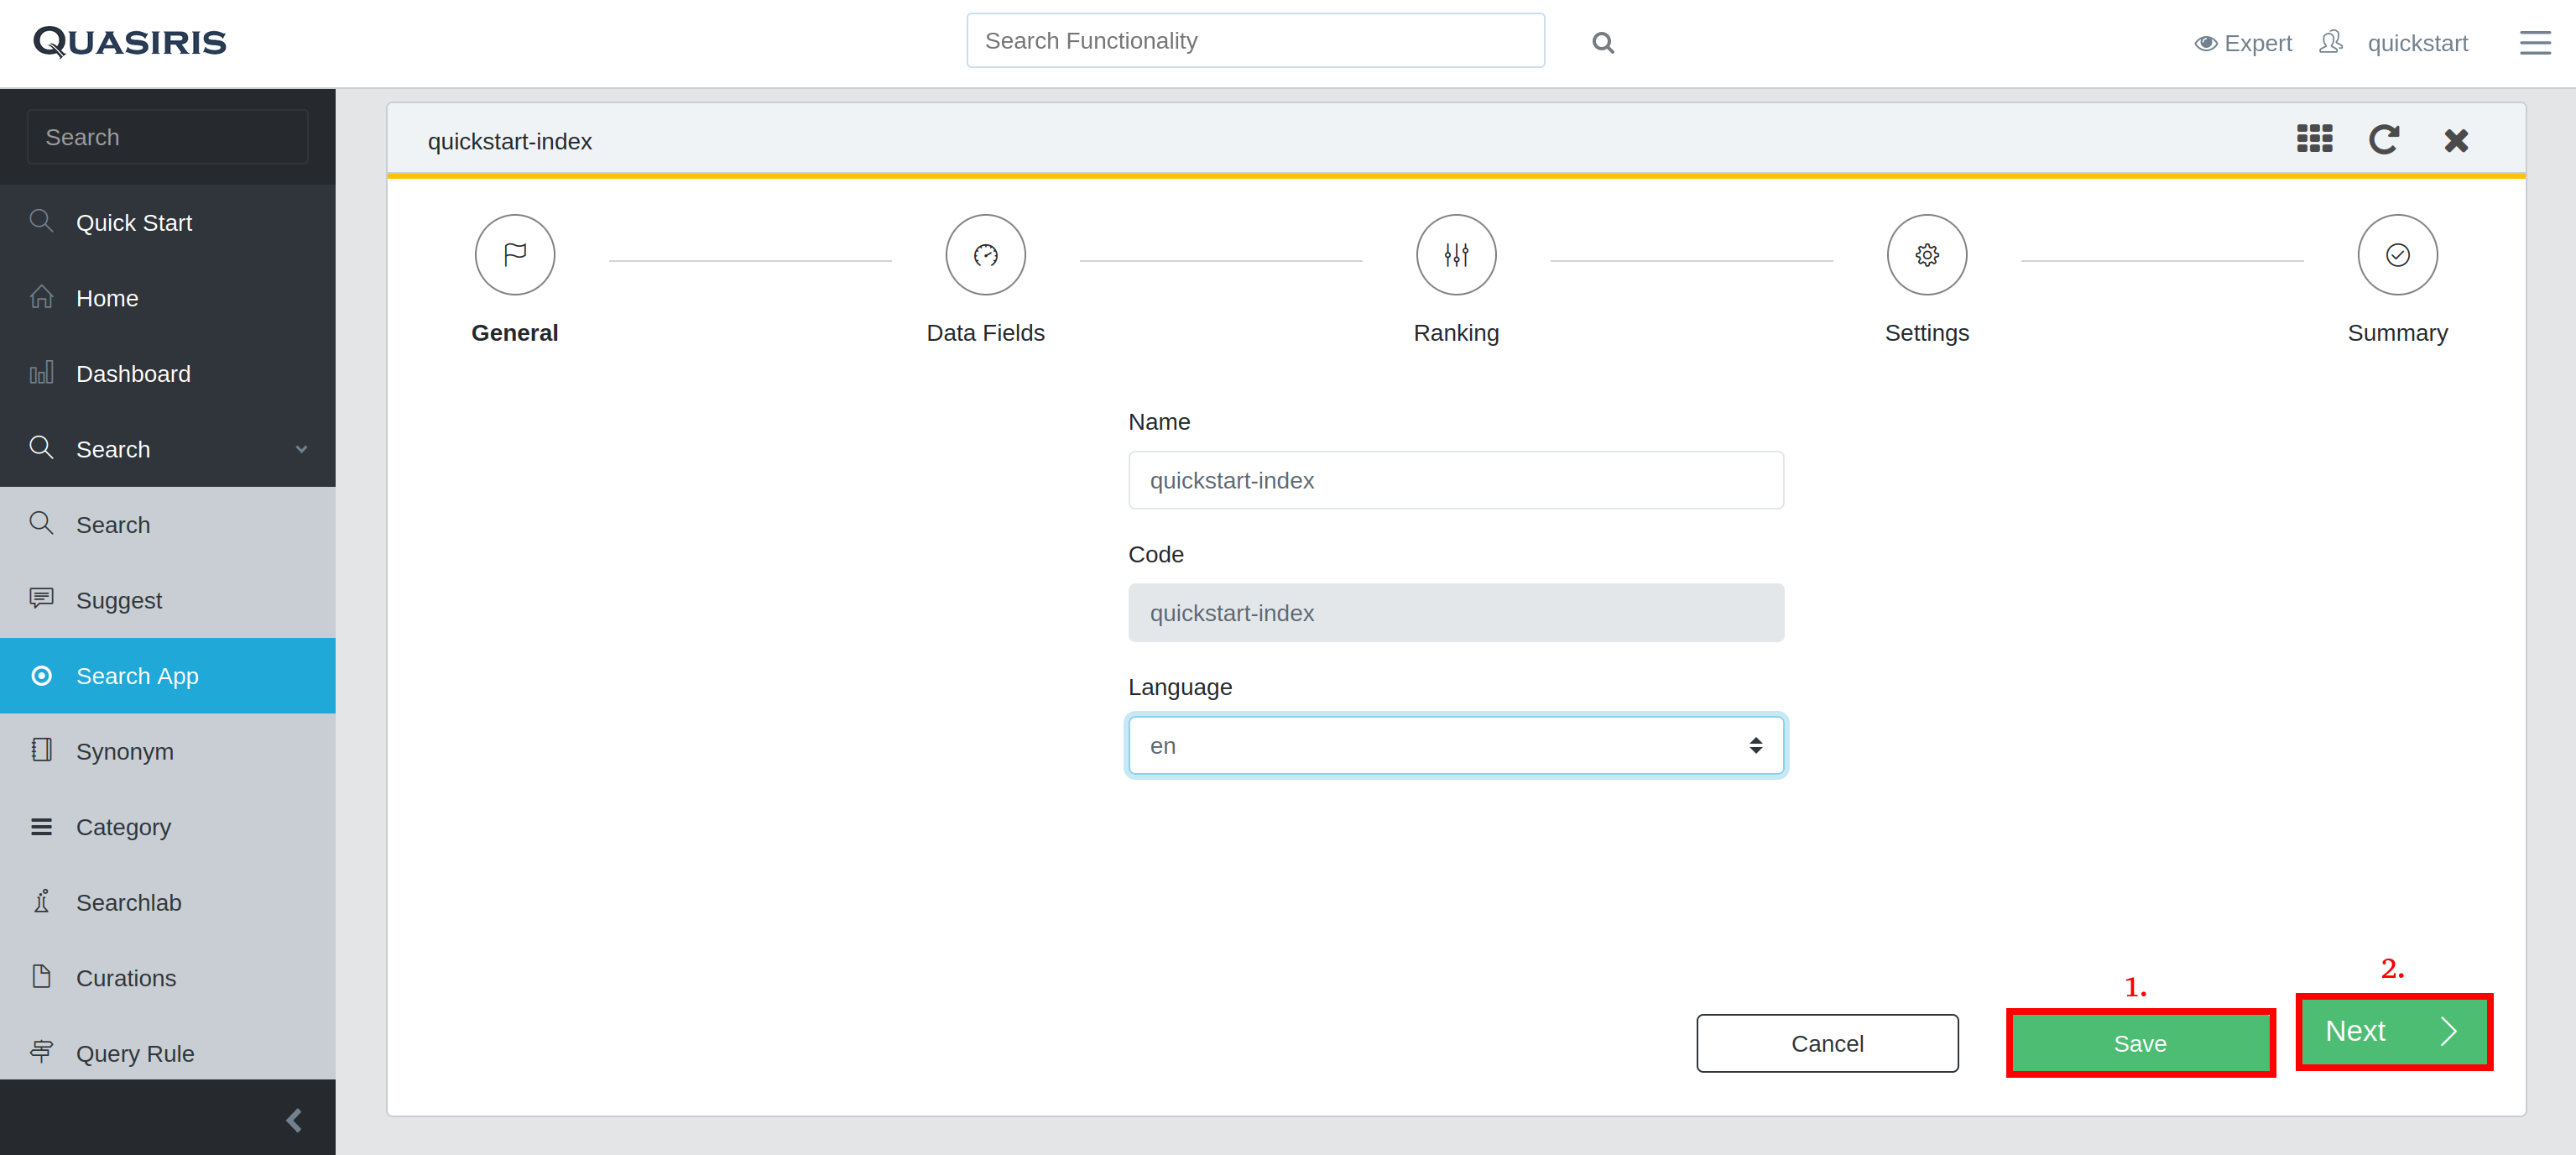 QUASIRIS
Search Functionality
Expert
quickstart
Search
Quick Start
Home
Dashboard
Search
Search
Suggest
Search App
Synonym
Category
Searchlab
Curations
Query Rule
quickstart-index
General
Data Fields
Ranking
Settings
Summary
Name
quickstart-index
Code
quickstart-index
Language
en
1.
2.
Cancel
Save
Next